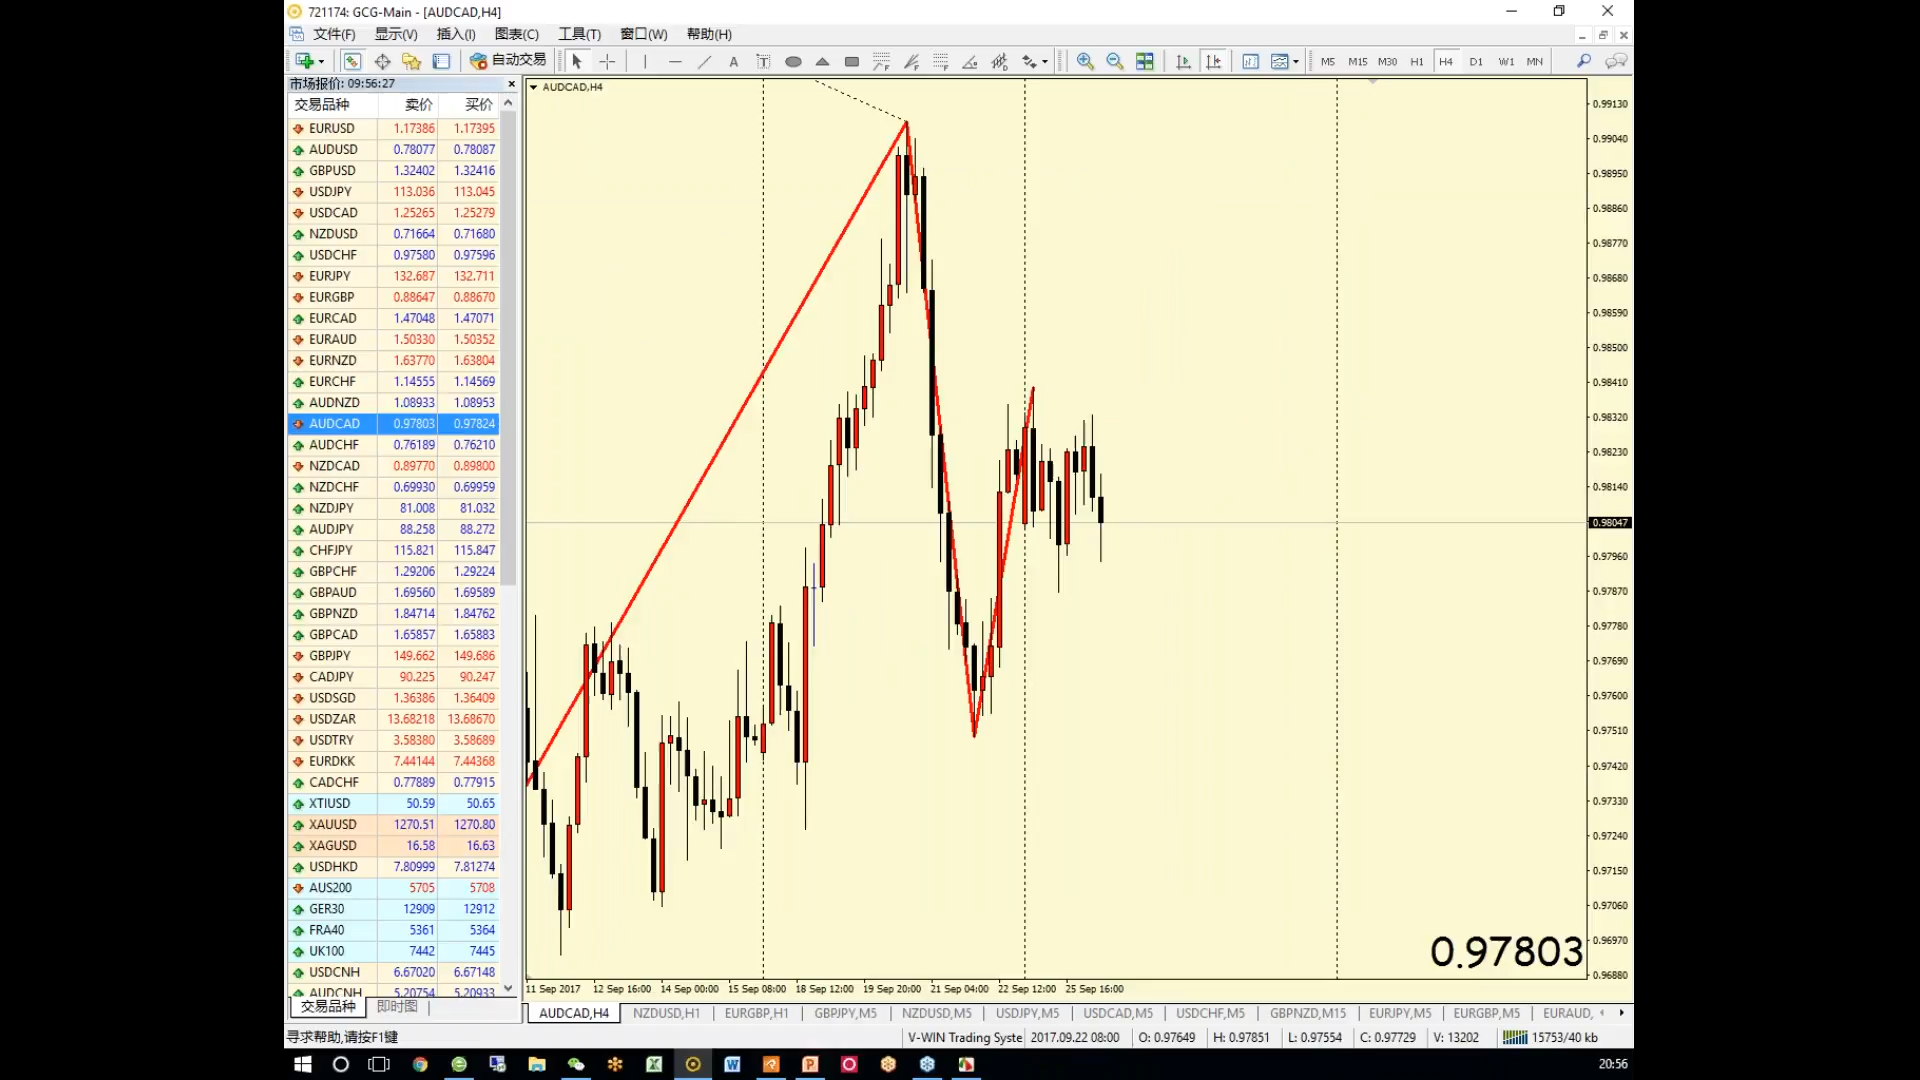 721174: GCG-Main - [AUDCAD,H4]
文件(F) 显示(V) 插入(I) 图表(C) 工具(T) 窗口(W) 帮助(H)
自动交易 M5 M15 M30 H1 H4 D1 W1 MN
市场报价: 09:56:27
交易品种 卖价 买价
EURUSD 1.17386 1.17395
AUDUSD 0.78077 0.78087
GBPUSD 1.32402 1.32416
USDJPY 113.036 113.045
USDCAD 1.25265 1.25279
NZDUSD 0.71664 0.71680
USDCHF 0.97580 0.97596
EURJPY 132.687 132.711
EURGBP 0.88647 0.88670
EURCAD 1.47048 1.47071
EURAUD 1.50330 1.50352
EURNZD 1.63770 1.63804
EURCHF 1.14555 1.14569
AUDNZD 1.08933 1.08953
AUDCAD 0.97803 0.97824
AUDCHF 0.76189 0.76210
NZDCAD 0.89770 0.89800
NZDCHF 0.69930 0.69959
NZDJPY 81.008 81.032
AUDJPY 88.258 88.272
CHFJPY 115.821 115.847
GBPCHF 1.29206 1.29224
GBPAUD 1.69560 1.69589
GBPNZD 1.84714 1.84762
GBPCAD 1.65857 1.65883
GBPJPY 149.662 149.686
CADJPY 90.225 90.247
USDSGD 1.36386 1.36409
USDZAR 13.68218 13.68670
USDTRY 3.58380 3.58689
EURDKK 7.44144 7.44368
CADCHF 0.77889 0.77915
XTIUSD 50.59 50.65
XAUUSD 1270.51 1270.80
XAGUSD 16.58 16.63
USDHKD 7.80999 7.81274
AUS200 5705 5708
GER30 12909 12912
FRA40 5361 5364
UK100 7442 7445
USDCNH 6.67020 6.67148
AUDCNH 5.20754 5.20933
交易品种 即时图
AUDCAD,H4
0.99130
0.99040
0.98950
0.98860
0.98770
0.98680
0.98590
0.98500
0.98410
0.98320
0.98230
0.98140
0.98047
0.97960
0.97870
0.97780
0.97690
0.97600
0.97510
0.97420
0.97330
0.97240
0.97150
0.97060
0.96970
0.96880
0.97803
11 Sep 2017 12 Sep 16:00 14 Sep 00:00 15 Sep 08:00 18 Sep 12:00 19 Sep 20:00 21 Sep 04:00 22 Sep 12:00 25 Sep 16:00
AUDCAD,H4 NZDUSD,H1 EURGBP,H1 GBPJPY,M5 NZDUSD,M5 USDJPY,M5 USDCAD,M5 USDCHF,M5 GBPNZD,M15 EURJPY,M5 EURGBP,M5 EURAUD,
寻求帮助,请按F1键 V-WIN Trading Syste 2017.09.22 08:00 O: 0.97649 H: 0.97851 L: 0.97554 C: 0.97729 V: 13202 15753/40 kb
20:56